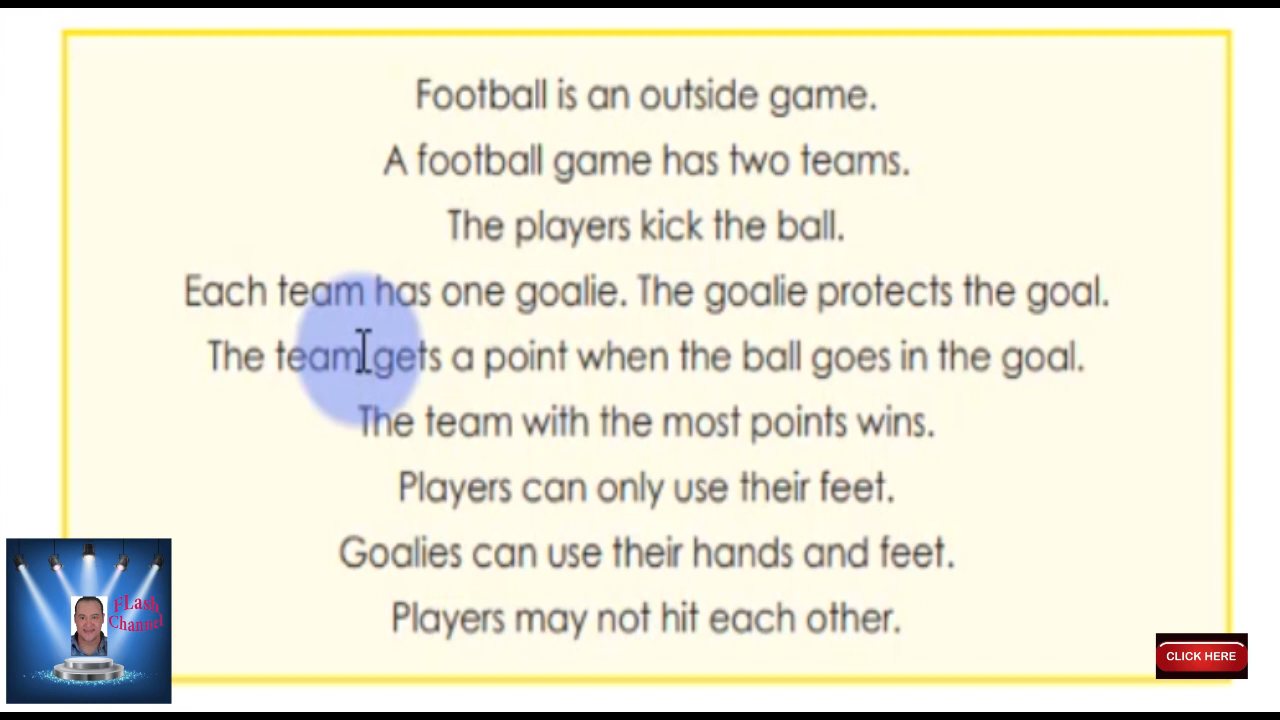 Football is an outside game.
A football game has two teams.
The players kick the ball.
Each team has one goalie. The goalie protects the goal.
The team gets a point when the ball goes in the goal.
The team with the most points wins.
Players can only use their feet.
Goalies can use their hands and feet.
Players may not hit each other.
FLash
Channel
CLICK HERE